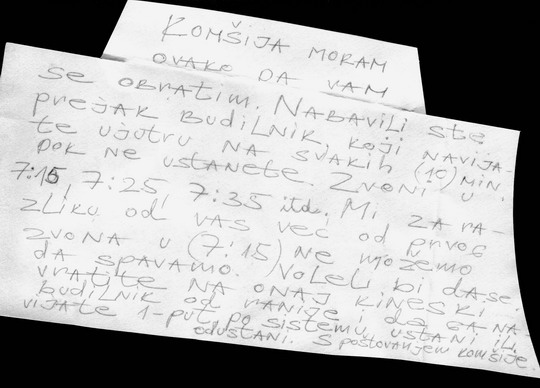 KOMŠIJA MORAM
OVAKO DA VAM
SE OBRATIM. NABAVILI STE
PREJAK BUDILNIK, KOJI NAVIJA-
TE UJUTRU NA SVAKIH (10) MIN.
DOK NE USTANETE. ZVONI U
7:15, 7:25, 7:35 itd. MI ZA RA-
ZLIKU OD VAS VEĆ OD PRVOG
ZVONA U (7:15) NE MOŽEMO
DA SPAVAMO. VOLELI BI DA SE
VRATITE NA ONAJ KINESKI
BUDILNIK OD RANIJE I DA GA NA-
VIJATE 1-PUT PO SISTEMU USTANI ILI
ODUSTANI. S POŠTOVANJEM KOMŠIJE.